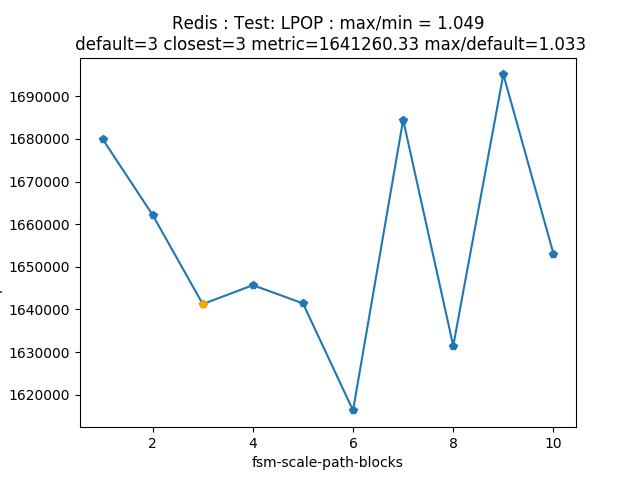 Redis : Test: LPOP : max/min = 1.049
default=3 closest=3 metric=1641260.33 max/default=1.033
1690000
1680000
1670000
1660000
1650000
1640000
1630000
1620000
2 4 6 8 10
fsm-scale-path-blocks